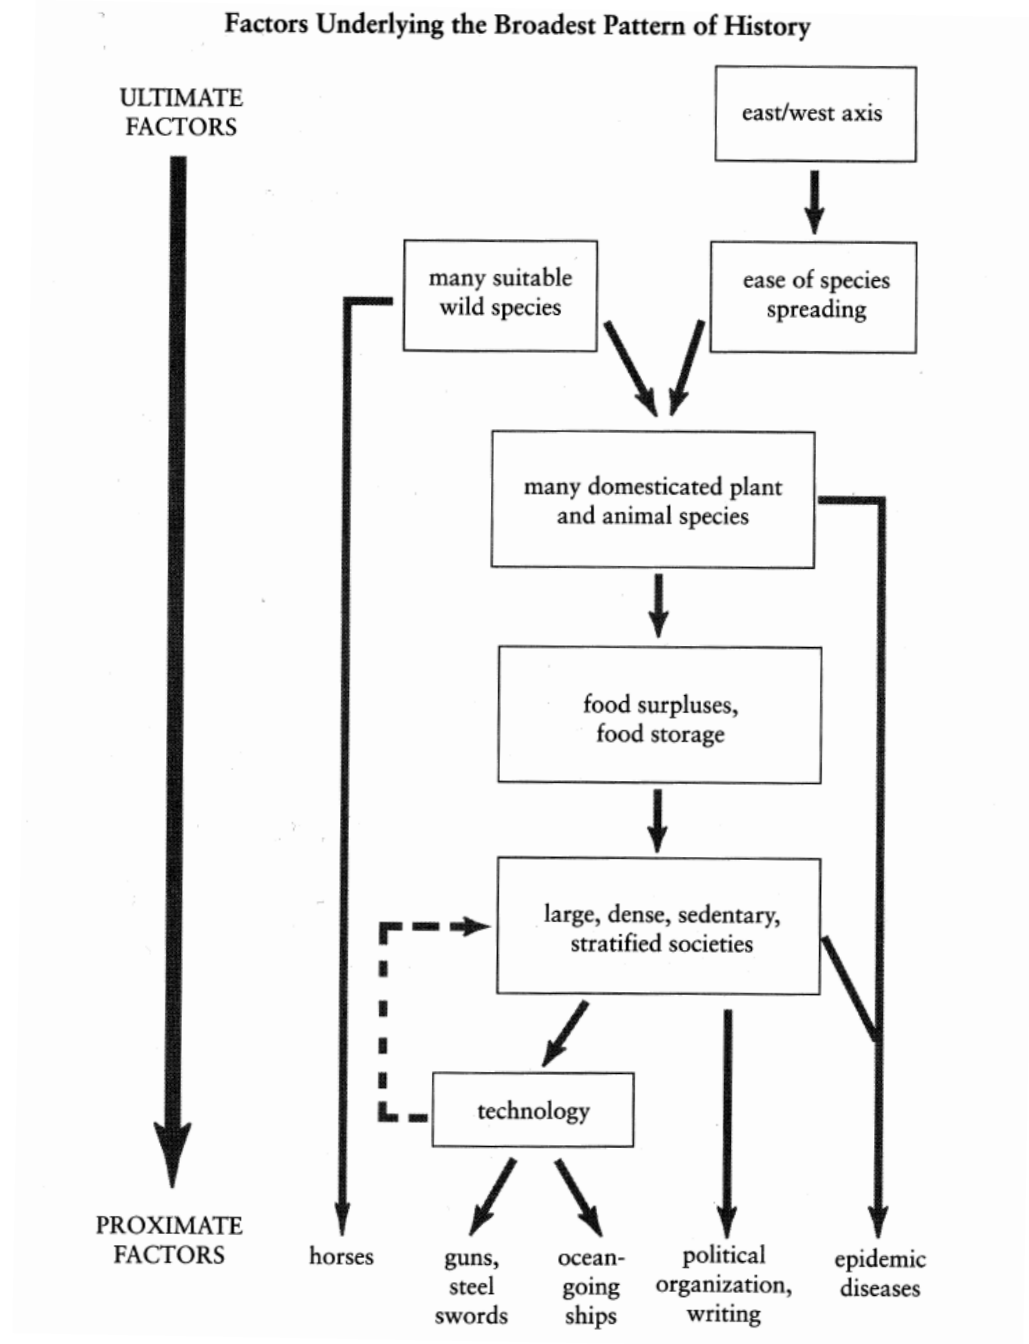 Factors Underlying the Broadest Pattern of History
ULTIMATE
FACTORS
east/west axis
many suitable
wild species
ease of species
spreading
many domesticated plant
and animal species
food surpluses,
food storage
large, dense, sedentary,
stratified societies
technology
PROXIMATE
FACTORS
horses
guns,
steel
swords
ocean-
going
ships
political
organization,
writing
epidemic
diseases